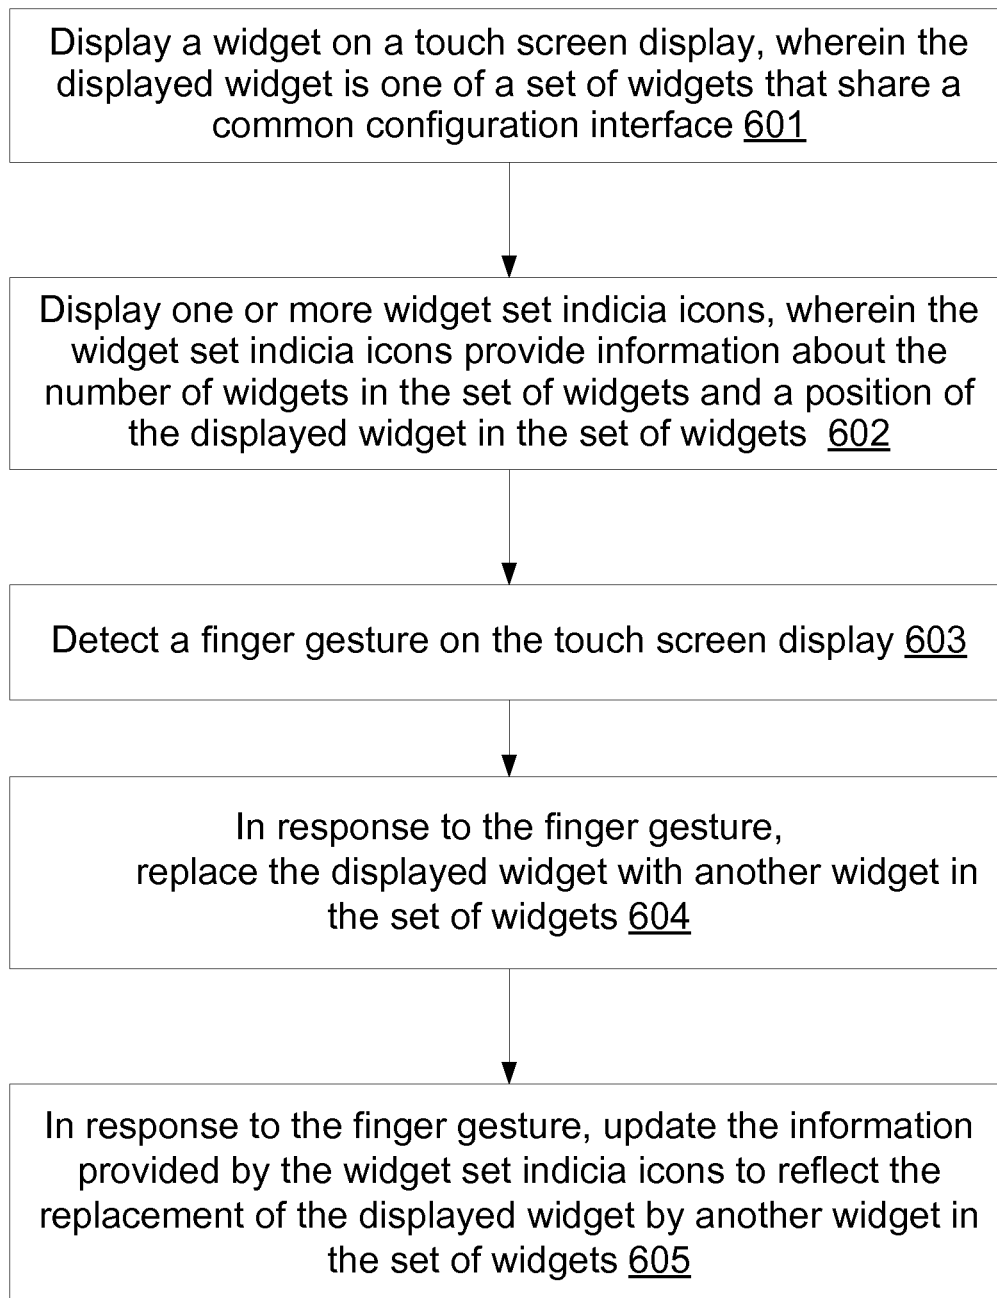 Display a widget on a touch screen display, wherein the
displayed widget is one of a set of widgets that share a
common configuration interface 601
Display one or more widget set indicia icons, wherein the
widget set indicia icons provide information about the
number of widgets in the set of widgets and a position of
the displayed widget in the set of widgets 602
Detect a finger gesture on the touch screen display 603
In response to the finger gesture,
replace the displayed widget with another widget in
the set of widgets 604
In response to the finger gesture, update the information
provided by the widget set indicia icons to reflect the
replacement of the displayed widget by another widget in
the set of widgets 605